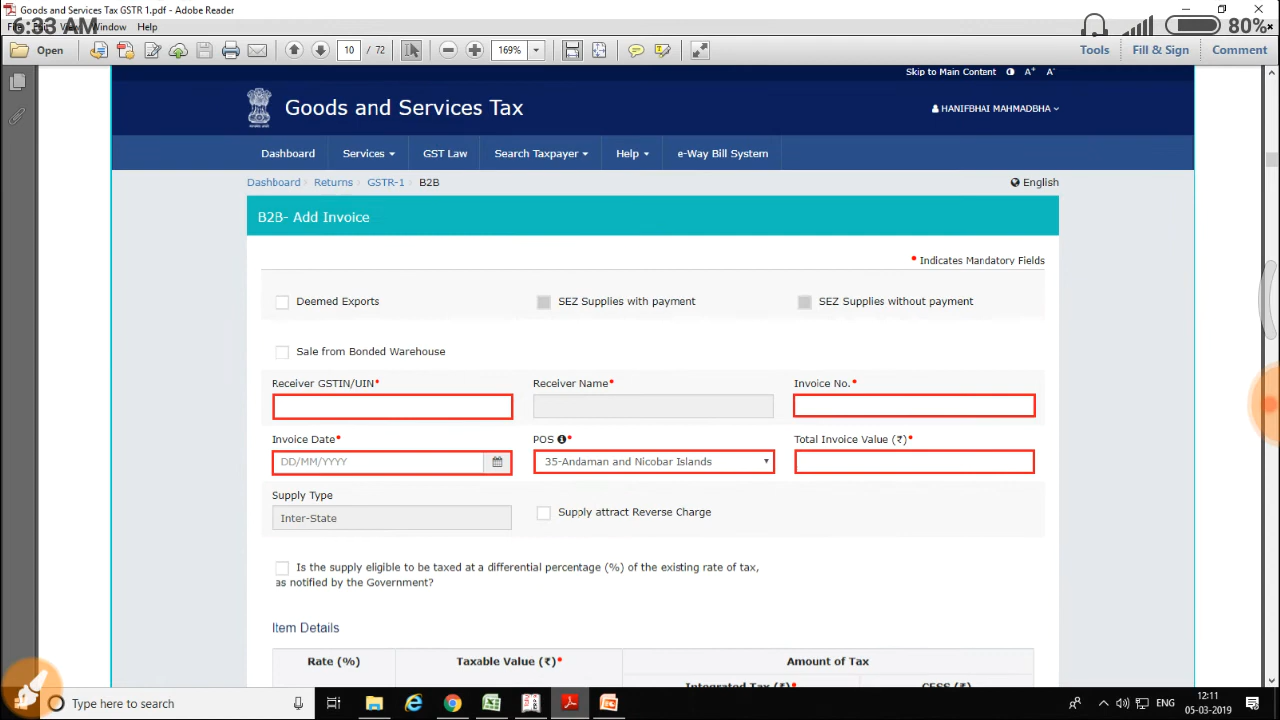 Goods and Services Tax GSTR 1.pdf - Adobe Reader
6:33 AM
80%
Window Help
Open
10 / 72
169%
Tools Fill & Sign Comment
Skip to Main Content A+ A-
Goods and Services Tax
HANIFBHAI MAHMADBHA
Dashboard Services GST Law Search Taxpayer Help e-Way Bill System
Dashboard Returns GSTR-1 B2B
English
B2B- Add Invoice
• Indicates Mandatory Fields
Deemed Exports SEZ Supplies with payment SEZ Supplies without payment
Sale from Bonded Warehouse
Receiver GSTIN/UIN• Receiver Name• Invoice No.•
Invoice Date• POS • Total Invoice Value (₹)•
DD/MM/YYYY 35-Andaman and Nicobar Islands
Supply Type
Inter-State Supply attract Reverse Charge
Is the supply eligible to be taxed at a differential percentage (%) of the existing rate of tax,
as notified by the Government?
Item Details
Rate (%) Taxable Value (₹)• Amount of Tax
Integrated Tax (₹)• CESS (₹)
Type here to search
ENG
12:11
05-03-2019